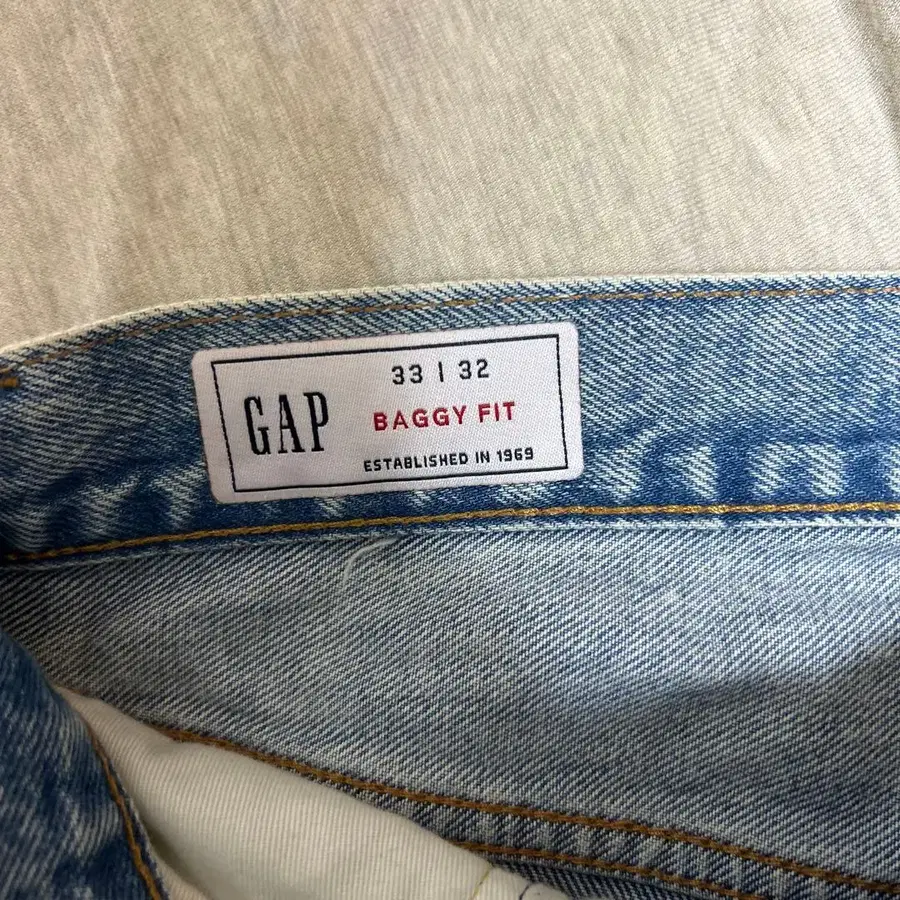 GAP
33 | 32
BAGGY FIT
ESTABLISHED IN 1969